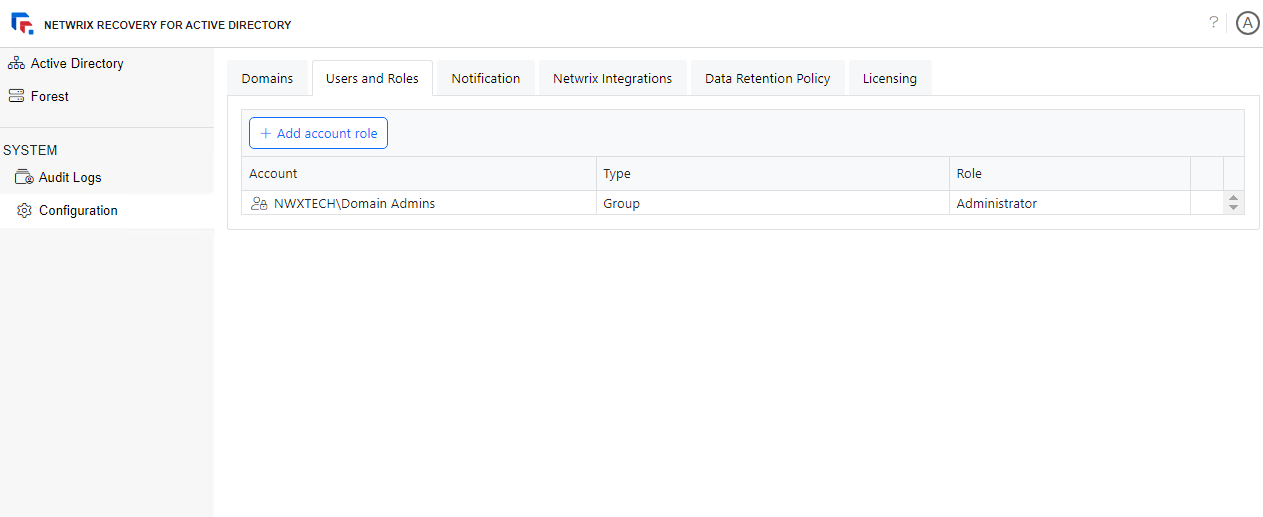 NETWRIX RECOVERY FOR ACTIVE DIRECTORY
? A
Active Directory
Forest
SYSTEM
Audit Logs
Configuration
Domains Users and Roles Notification Netwrix Integrations Data Retention Policy Licensing
+ Add account role
Account Type Role
NWXTECH\Domain Admins Group Administrator